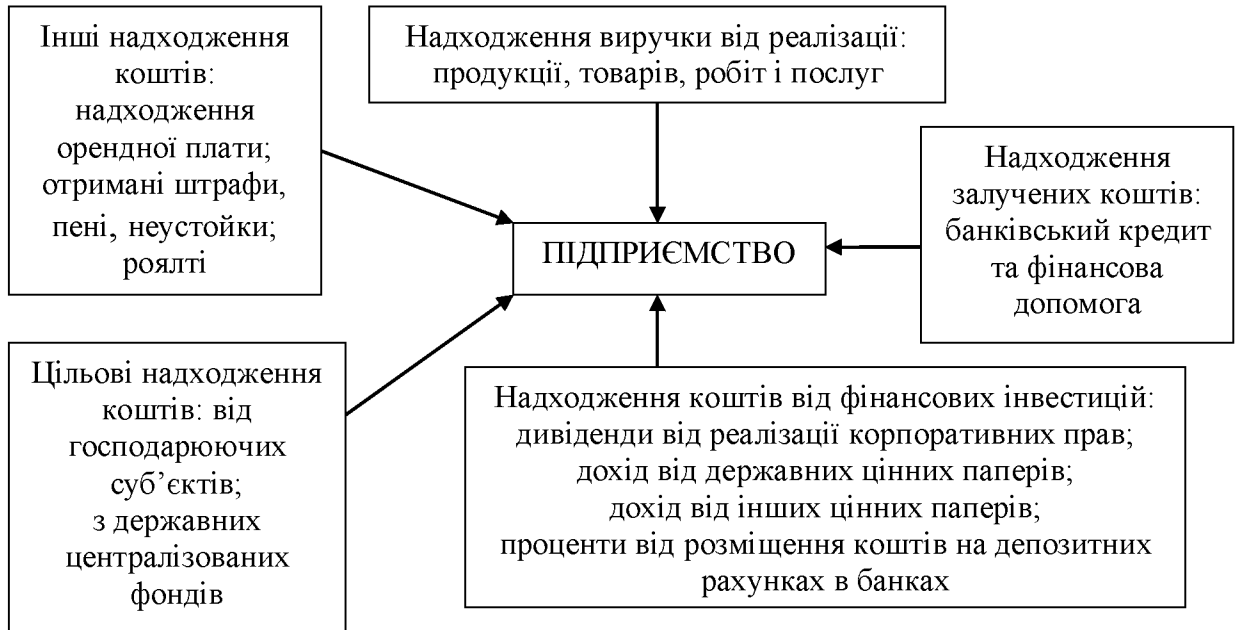 Інші надходження
коштів:
надходження
орендної плати;
отримані штрафи,
пені, неустойки;
роялті
Надходження виручки від реалізації:
продукції, товарів, робіт і послуг
Надходження
залучених коштів:
банківський кредит
та фінансова
допомога
ПІДПРИЄМСТВО
Цільові надходження
коштів: від
господарюючих
суб’єктів;
з державних
централізованих
фондів
Надходження коштів від фінансових інвестицій:
дивіденди від реалізації корпоративних прав;
дохід від державних цінних паперів;
дохід від інших цінних паперів;
проценти від розміщення коштів на депозитних
рахунках в банках